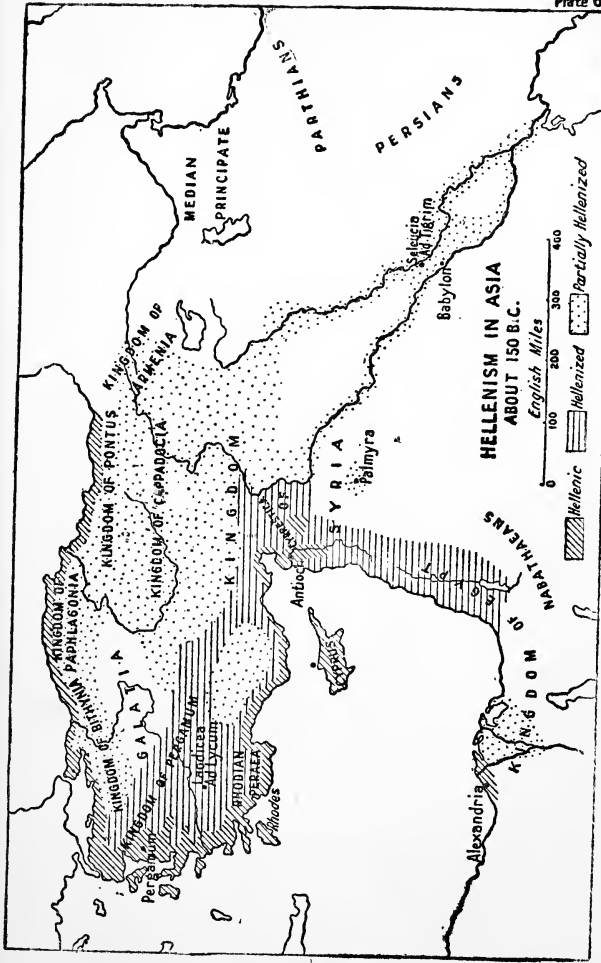 Plate 6
PARTHIANS
PERSIANS
MEDIAN
PRINCIPATE
KINGDOM OF
ARMENIA
KINGDOM OF PONTUS
KINGDOM OF CAPPADOCIA
KINGDOM OF
PAPHLAGONIA
KINGDOM OF BITHYNIA
GALATIA
KINGDOM OF PERGAMUM
Pergamum
Laodicea
Ad Lycum
RHODIAN
PERAEA
Rhodes
KINGDOM
OF
SYRIA
CYRRESTICA
Antioch
CYPRUS
Palmyra
Seleucia
Ad Tigrim
Babylon
KINGDOM OF
EGYPT
NABATHAEANS
Alexandria
HELLENISM IN ASIA
ABOUT 150 B.C.
English Miles
0 100 200 300 400
Hellenic
Hellenized
Partially Hellenized